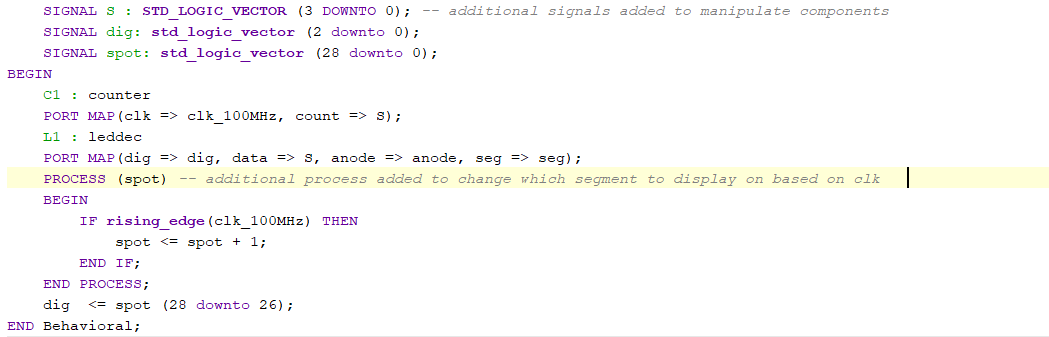 SIGNAL S : STD_LOGIC_VECTOR (3 DOWNTO 0); -- additional signals added to manipulate components
SIGNAL dig: std_logic_vector (2 downto 0);
SIGNAL spot: std_logic_vector (28 downto 0);
BEGIN
C1 : counter
PORT MAP(clk => clk_100MHz, count => S);
L1 : leddec
PORT MAP(dig => dig, data => S, anode => anode, seg => seg);
PROCESS (spot) -- additional process added to change which segment to display on based on clk
BEGIN
IF rising_edge(clk_100MHz) THEN
spot <= spot + 1;
END IF;
END PROCESS;
dig  <= spot (28 downto 26);
END Behavioral;